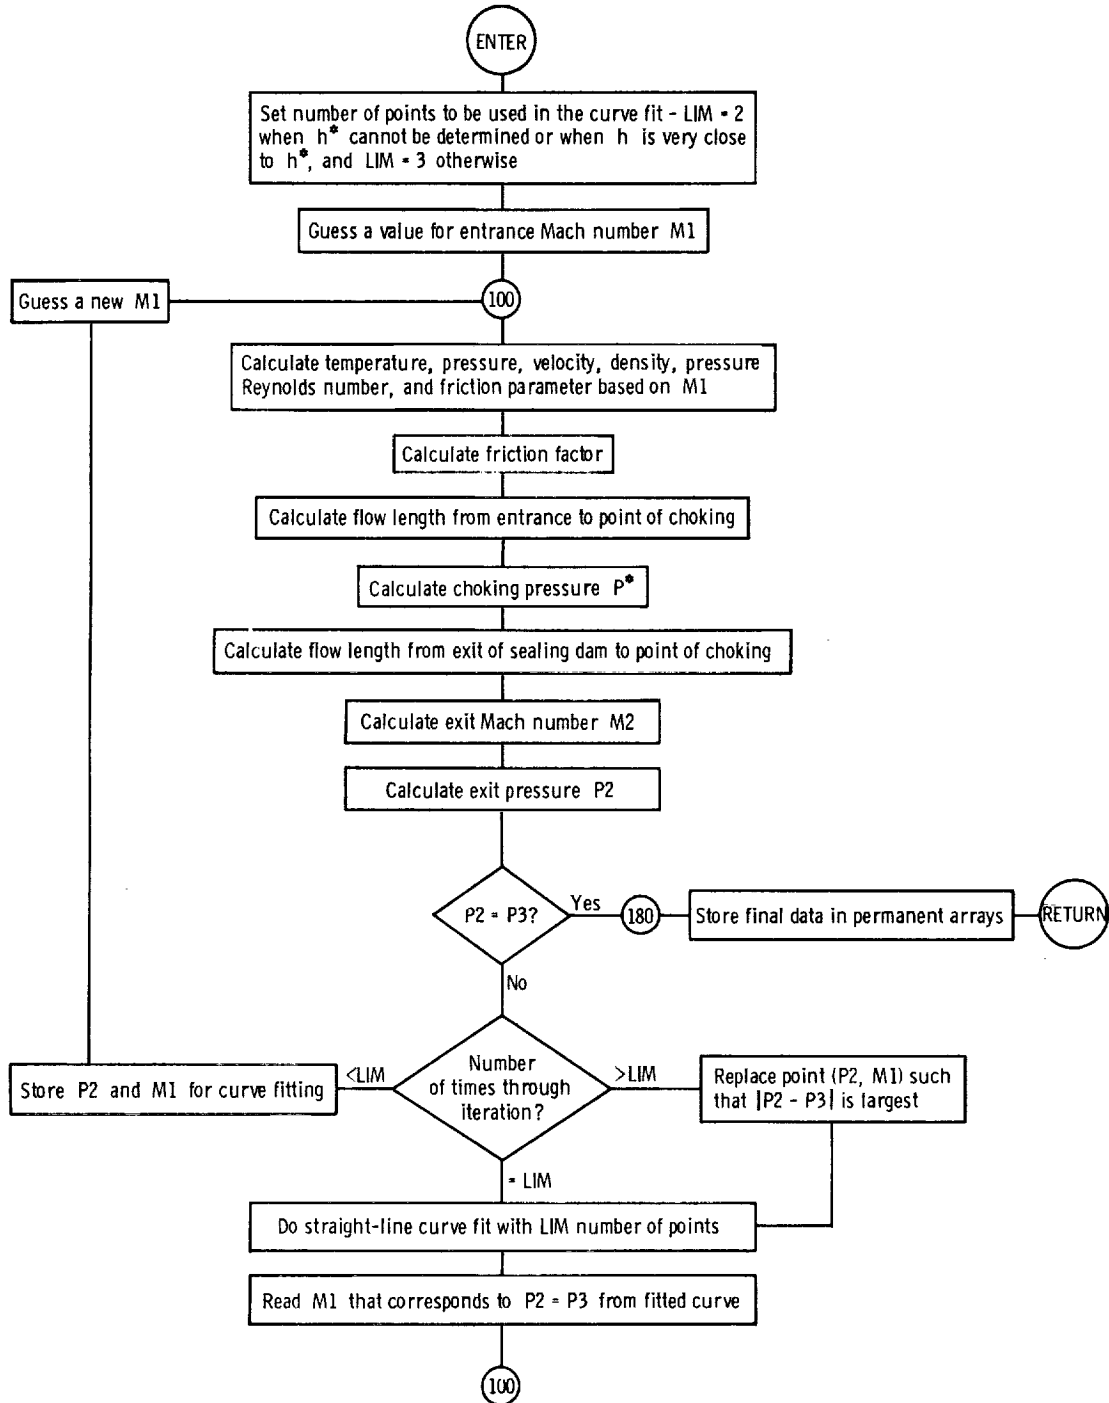 ENTER
Set number of points to be used in the curve fit - LIM = 2
when h* cannot be determined or when h is very close
to h*, and LIM = 3 otherwise
Guess a value for entrance Mach number M1
Guess a new M1
100
Calculate temperature, pressure, velocity, density, pressure
Reynolds number, and friction parameter based on M1
Calculate friction factor
Calculate flow length from entrance to point of choking
Calculate choking pressure P*
Calculate flow length from exit of sealing dam to point of choking
Calculate exit Mach number M2
Calculate exit pressure P2
P2 = P3?
Yes
180
Store final data in permanent arrays
RETURN
No
Store P2 and M1 for curve fitting
<LIM
Number
of times through
iteration?
>LIM
Replace point (P2, M1) such
that |P2 - P3| is largest
= LIM
Do straight-line curve fit with LIM number of points
Read M1 that corresponds to P2 = P3 from fitted curve
100